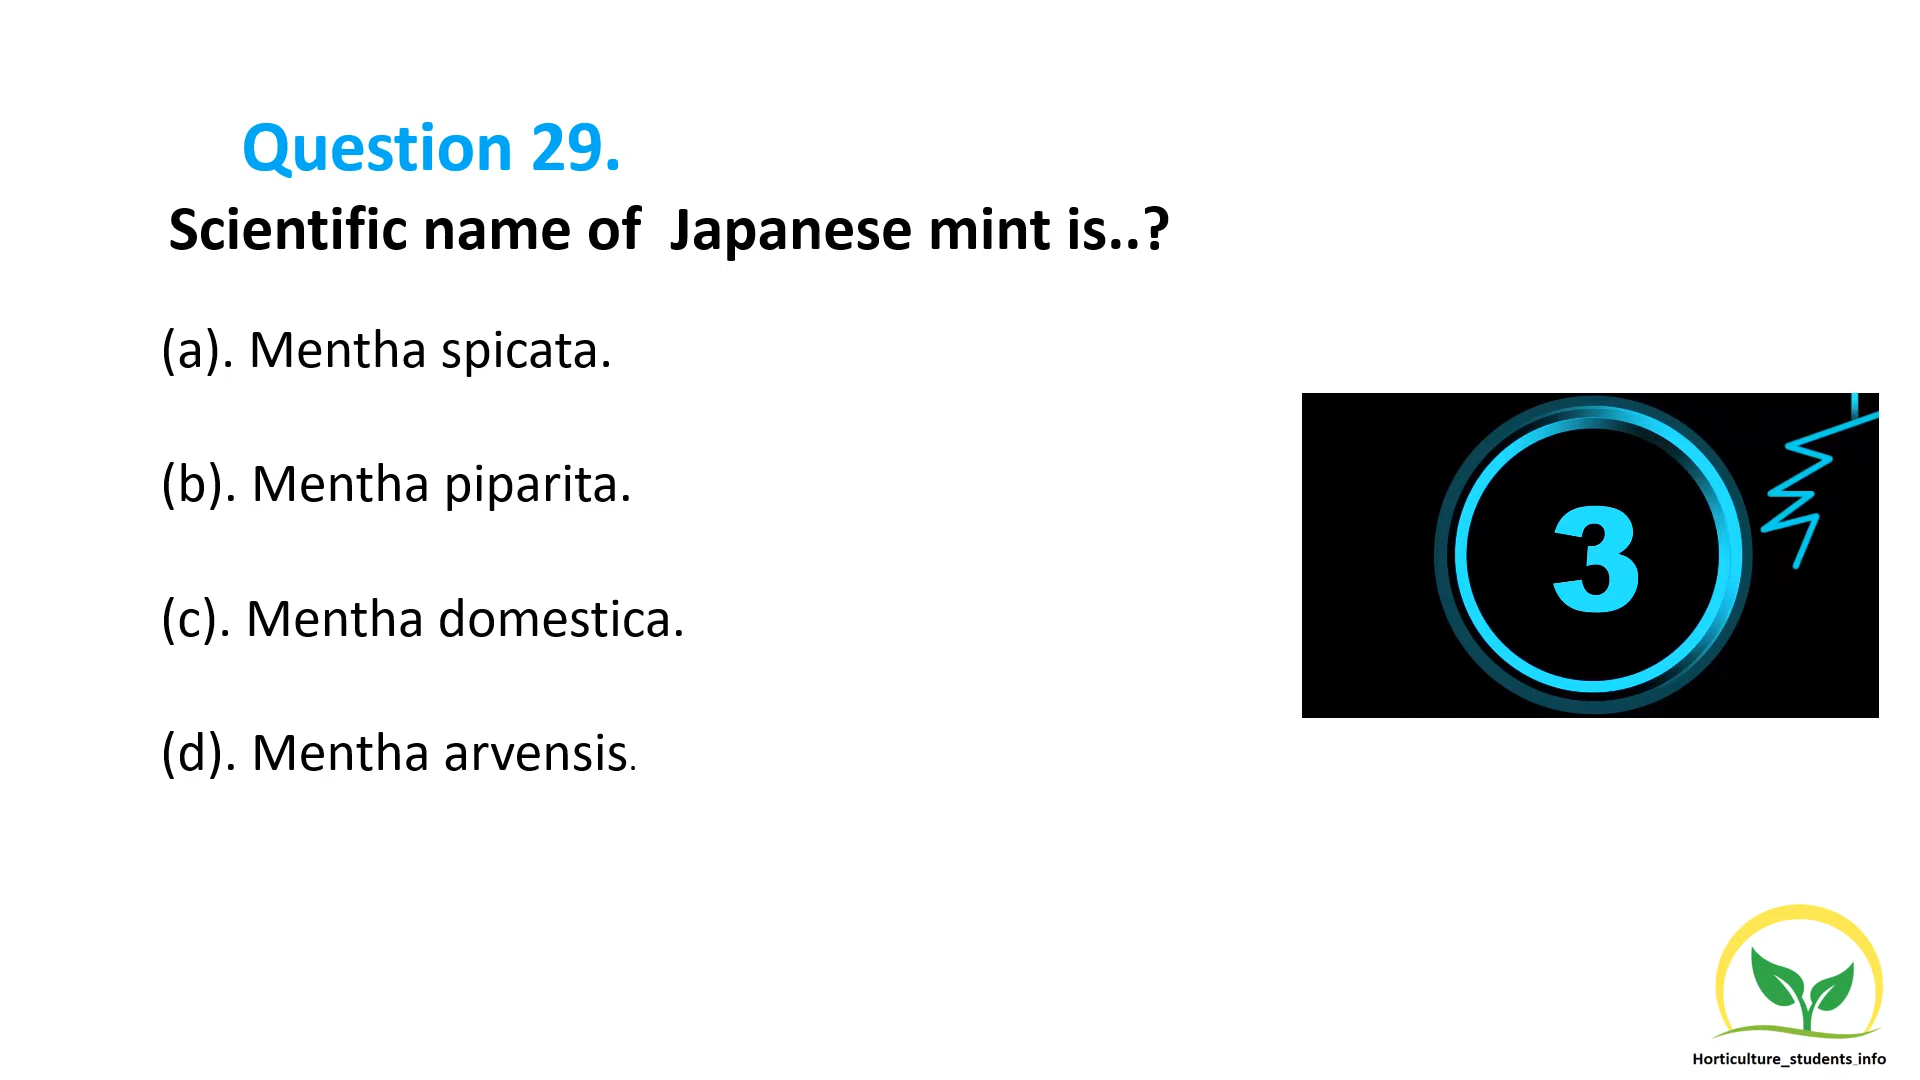 Question 29.
Scientific name of Japanese mint is..?
(a). Mentha spicata.
(b). Mentha piparita.
3
(c). Mentha domestica.
(d). Mentha arvensis.
Horticulture_students_info